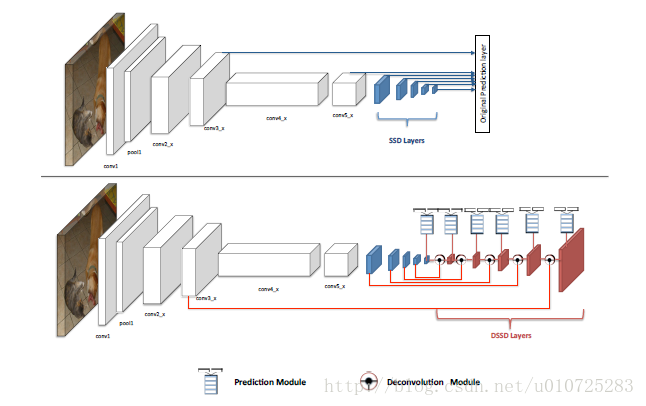 Original Prediction layer
conv1
pool1
conv2_x
conv3_x
conv4_x
conv5_x
SSD Layers
conv1
pool1
conv2_x
conv3_x
conv4_x
conv5_x
DSSD Layers
Prediction Module
Deconvolution Module
http://blog.csdn.net/u010725283